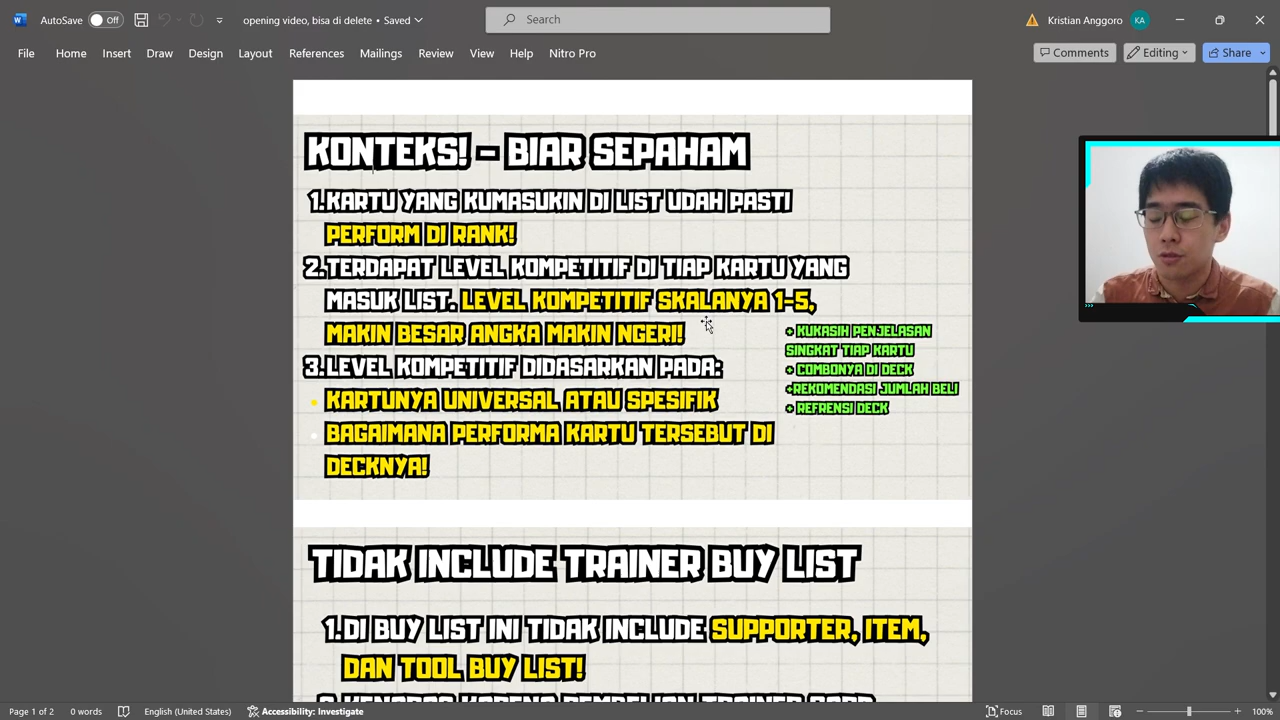 AutoSave
Off
opening video, bisa di delete • Saved
Search
Kristian Anggoro
KA
File
Home
Insert
Draw
Design
Layout
References
Mailings
Review
View
Help
Nitro Pro
Comments
Editing
Share
KONTEKS! - BIAR SEPAHAM
1. KARTU YANG KUMASUKIN DI LIST UDAH PASTI
PERFORM DI RANK!
2. TERDAPAT LEVEL KOMPETITIF DI TIAP KARTU YANG
MASUK LIST. LEVEL KOMPETITIF SKALANYA 1-5,
MAKIN BESAR ANGKA MAKIN NGERI!
3. LEVEL KOMPETITIF DIDASARKAN PADA:
• KARTUNYA UNIVERSAL ATAU SPESIFIK
• BAGAIMANA PERFORMA KARTU TERSEBUT DI
DECKNYA!
+ KUKASIH PENJELASAN
SINGKAT TIAP KARTU
+ COMBONYA DI DECK
+REKOMENDASI JUMLAH BELI
+ REFRENSI DECK
TIDAK INCLUDE TRAINER BUY LIST
1. DI BUY LIST INI TIDAK INCLUDE SUPPORTER, ITEM,
DAN TOOL BUY LIST!
Page 1 of 2
0 words
English (United States)
Accessibility: Investigate
Focus
100%